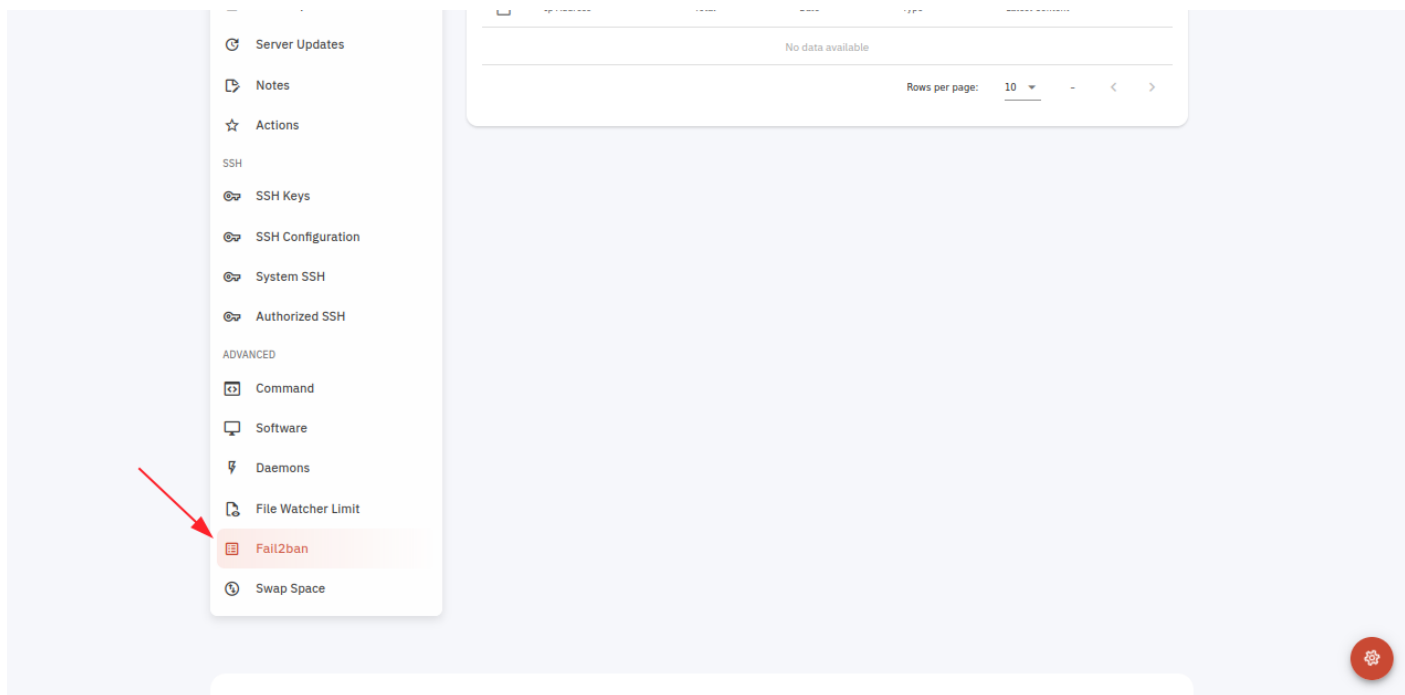 Server Updates
Notes
Actions
SSH
SSH Keys
SSH Configuration
System SSH
Authorized SSH
ADVANCED
Command
Software
Daemons
File Watcher Limit
Fail2ban
Swap Space
No data available
Rows per page: 10 -